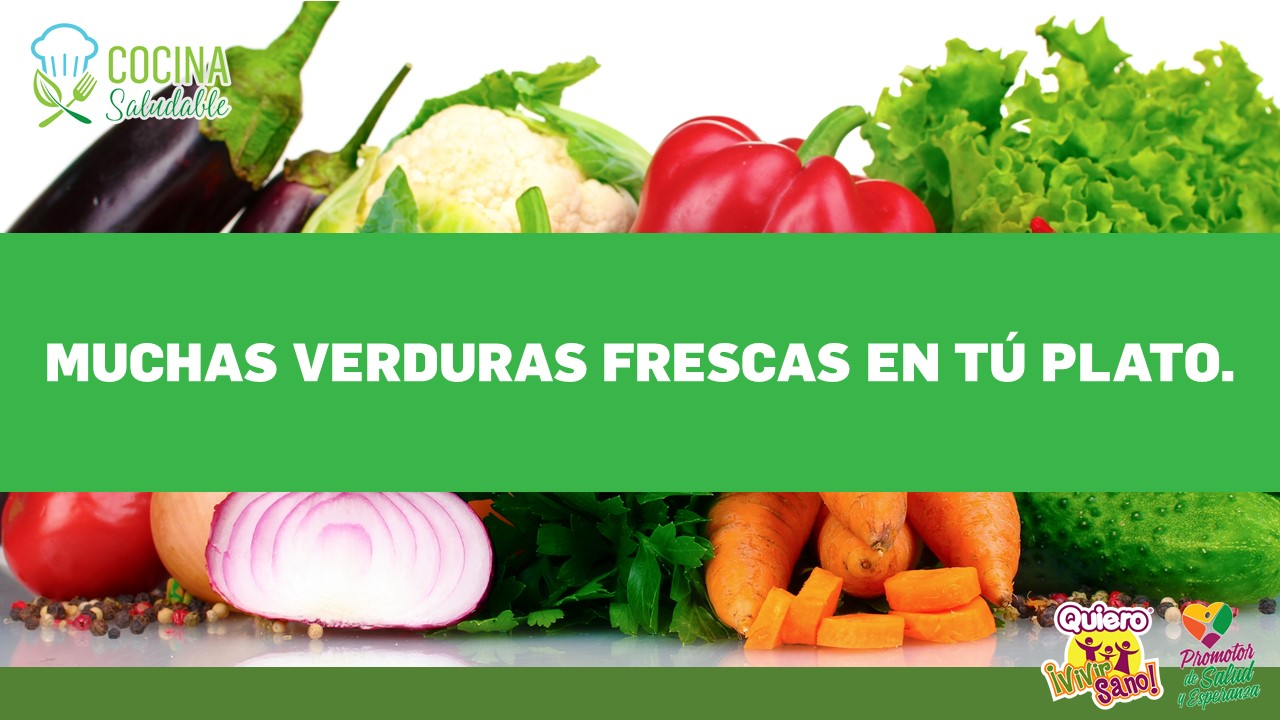 COCINA
Saludable
MUCHAS VERDURAS FRESCAS EN TÚ PLATO.
Quiero
¡Vivir
Sano!
Promotor
de Salud
y Esperanza